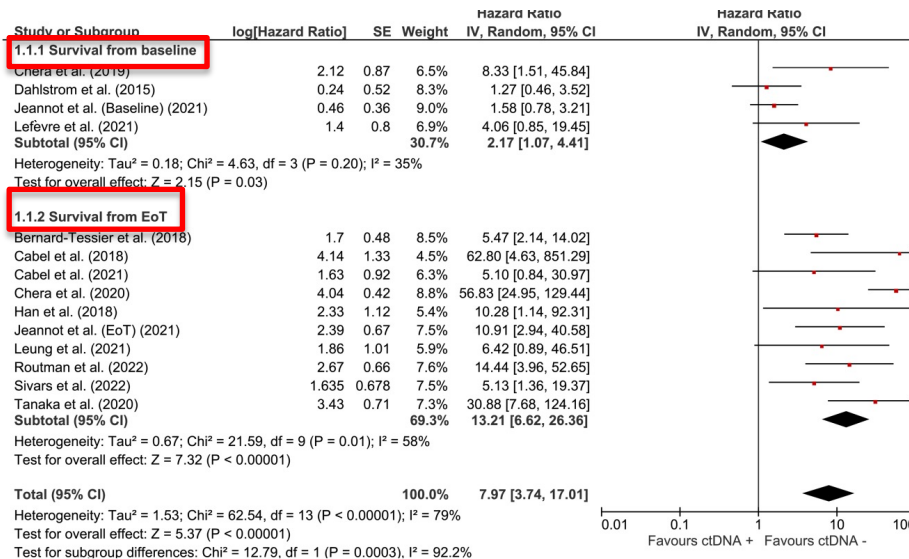 Hazard Ratio Hazard Ratio
Study or Subgroup log[Hazard Ratio] SE Weight IV, Random, 95% CI IV, Random, 95% CI
1.1.1 Survival from baseline
Chera et al. (2019) 2.12 0.87 6.5% 8.33 [1.51, 45.84]
Dahlstrom et al. (2015) 0.24 0.52 8.3% 1.27 [0.46, 3.52]
Jeannot et al. (Baseline) (2021) 0.46 0.36 9.0% 1.58 [0.78, 3.21]
Lefèvre et al. (2021) 1.4 0.8 6.9% 4.06 [0.85, 19.45]
Subtotal (95% CI) 30.7% 2.17 [1.07, 4.41]
Heterogeneity: Tau² = 0.18; Chi² = 4.63, df = 3 (P = 0.20); I² = 35%
Test for overall effect: Z = 2.15 (P = 0.03)
1.1.2 Survival from EoT
Bernard-Tessier et al. (2018) 1.7 0.48 8.5% 5.47 [2.14, 14.02]
Cabel et al. (2018) 4.14 1.33 4.5% 62.80 [4.63, 851.29]
Cabel et al. (2021) 1.63 0.92 6.3% 5.10 [0.84, 30.97]
Chera et al. (2020) 4.04 0.42 8.8% 56.83 [24.95, 129.44]
Han et al. (2018) 2.33 1.12 5.4% 10.28 [1.14, 92.31]
Jeannot et al. (EoT) (2021) 2.39 0.67 7.5% 10.91 [2.94, 40.58]
Leung et al. (2021) 1.86 1.01 5.9% 6.42 [0.89, 46.51]
Routman et al. (2022) 2.67 0.66 7.6% 14.44 [3.96, 52.65]
Sivars et al. (2022) 1.635 0.678 7.5% 5.13 [1.36, 19.37]
Tanaka et al. (2020) 3.43 0.71 7.3% 30.88 [7.68, 124.16]
Subtotal (95% CI) 69.3% 13.21 [6.62, 26.36]
Heterogeneity: Tau² = 0.67; Chi² = 21.59, df = 9 (P = 0.01); I² = 58%
Test for overall effect: Z = 7.32 (P < 0.00001)
Total (95% CI) 100.0% 7.97 [3.74, 17.01]
Heterogeneity: Tau² = 1.53; Chi² = 62.54, df = 13 (P < 0.00001); I² = 79%
Test for overall effect: Z = 5.37 (P < 0.00001)
Test for subgroup differences: Chi² = 12.79, df = 1 (P = 0.0003), I² = 92.2%
0.01 0.1 1 10 100
Favours ctDNA + Favours ctDNA -